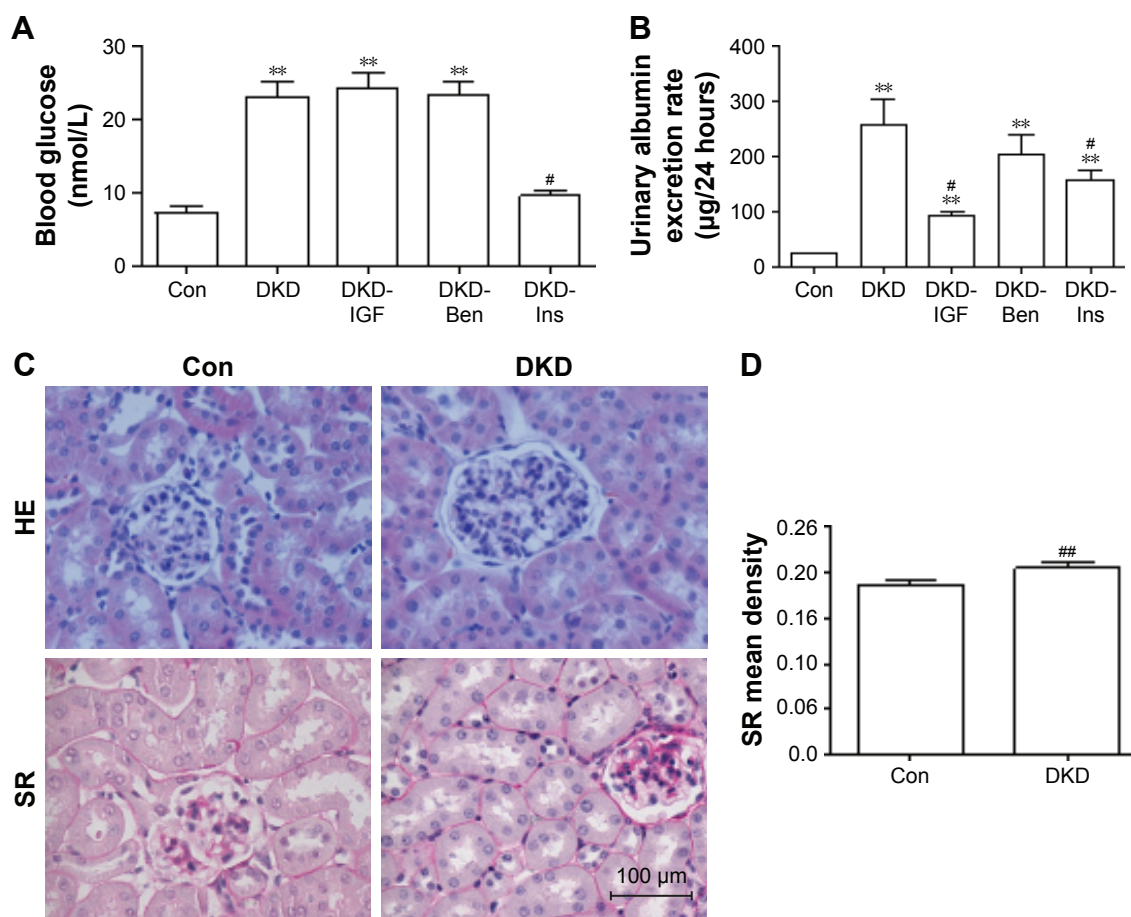 A
Blood glucose
(nmol/L)
30
20
10
0
**
**
**
#
Con
DKD
DKD-
IGF
DKD-
Ben
DKD-
Ins
B
Urinary albumin
excretion rate
(µg/24 hours)
400
300
200
100
0
**
#
**
**
#
**
Con
DKD
DKD-
IGF
DKD-
Ben
DKD-
Ins
C
Con
DKD
HE
SR
100 µm
D
SR mean density
0.26
0.20
0.16
0.10
0.06
0.0
##
Con
DKD